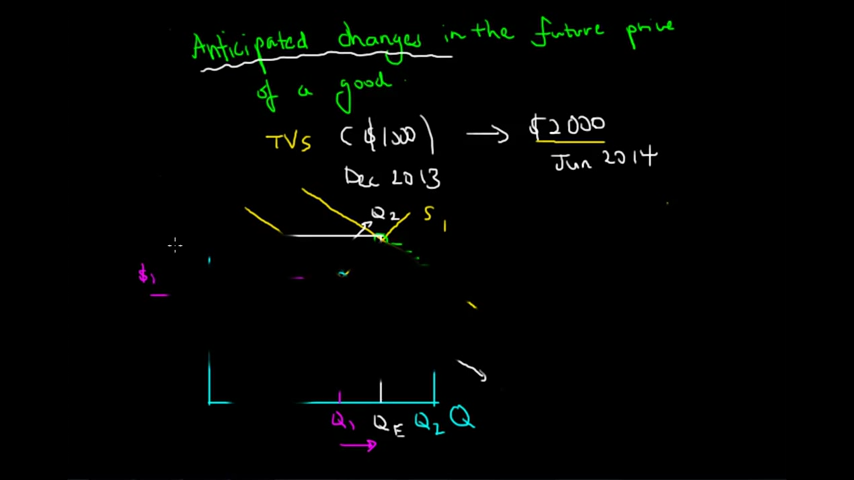 Anticipated changes in the future price
of a good
TVs ($1500) → $2000
Dec 2013
Jun 2014
Q2 S1
$1
Q1 QE Q2 Q